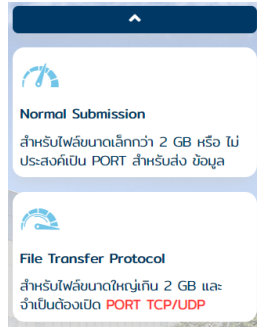 Normal Submission
สำหรับไฟล์ขนาดเล็กกว่า 2 GB หรือ ไม่
ประสงค์เปิน PORT สำหรับส่ง ข้อมูล
File Transfer Protocol
สำหรับไฟล์ขนาดใหญ่เกิน 2 GB และ
จำเป็นต้องเปิด PORT TCP/UDP